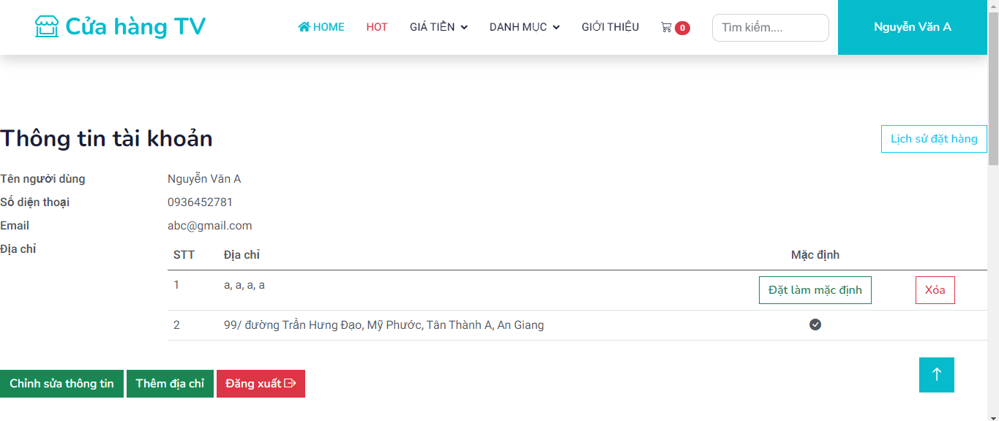 Cửa hàng TV HOME HOT GIÁ TIỀN DANH MỤC GIỚI THIỆU 0 Tìm kiếm.... Nguyễn Văn A
Thông tin tài khoản Lịch sử đặt hàng
Tên người dùng Nguyễn Văn A
Số diện thoại 0936452781
Email abc@gmail.com
Địa chỉ
STT Địa chỉ Mặc định
1 a, a, a, a Đặt làm mặc định Xóa
2 99/ đường Trần Hưng Đạo, Mỹ Phước, Tân Thành A, An Giang
Chỉnh sửa thông tin Thêm địa chỉ Đăng xuất